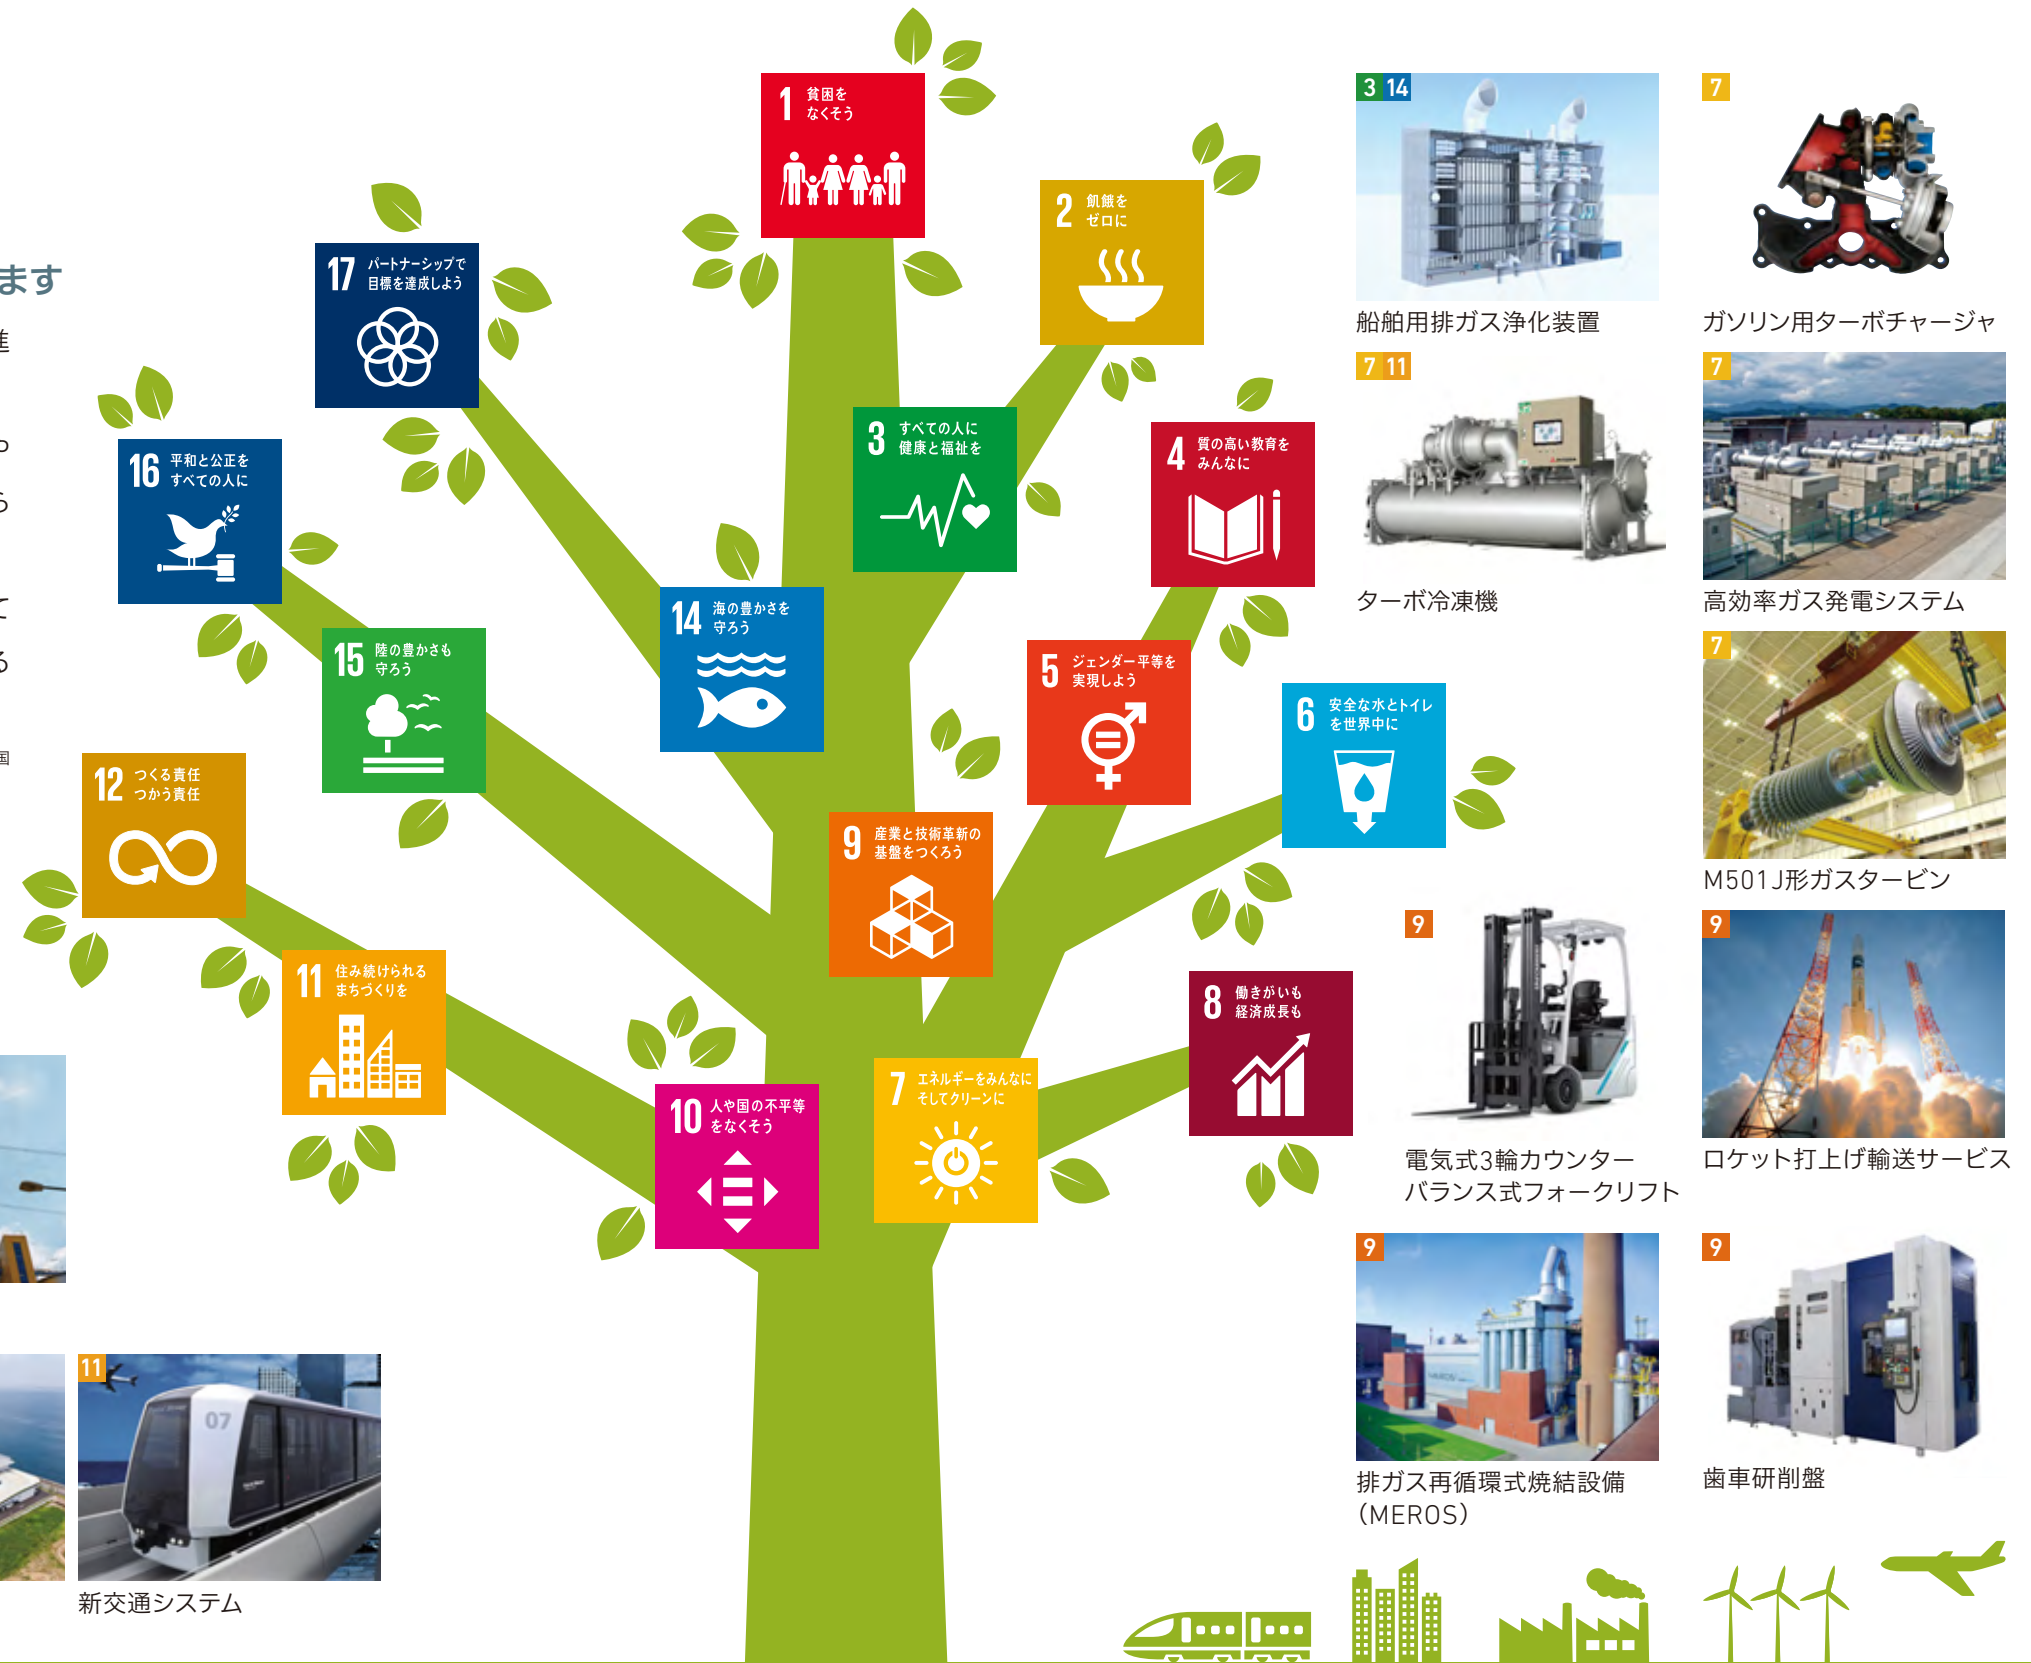 ます
進
や
ら
て
る
国
1 貧困を
なくそう
2 飢餓を
ゼロに
17 パートナーシップで
目標を達成しよう
3 すべての人に
健康と福祉を
4 質の高い教育を
みんなに
16 平和と公正を
すべての人に
14 海の豊かさを
守ろう
15 陸の豊かさも
守ろう
5 ジェンダー平等を
実現しよう
6 安全な水とトイレ
を世界中に
12 つくる責任
つかう責任
9 産業と技術革新の
基盤をつくろう
11 住み続けられる
まちづくりを
8 働きがいも
経済成長も
10 人や国の不平等
をなくそう
7 エネルギーをみんなに
そしてクリーンに
3 14
船舶用排ガス浄化装置
7
ガソリン用ターボチャージャ
7 11
ターボ冷凍機
7
高効率ガス発電システム
7
M501J形ガスタービン
9
電気式3輪カウンター
バランス式フォークリフト
9
ロケット打上げ輸送サービス
9
MEROS
排ガス再循環式焼結設備
（MEROS）
9
歯車研削盤
11
07
新交通システム